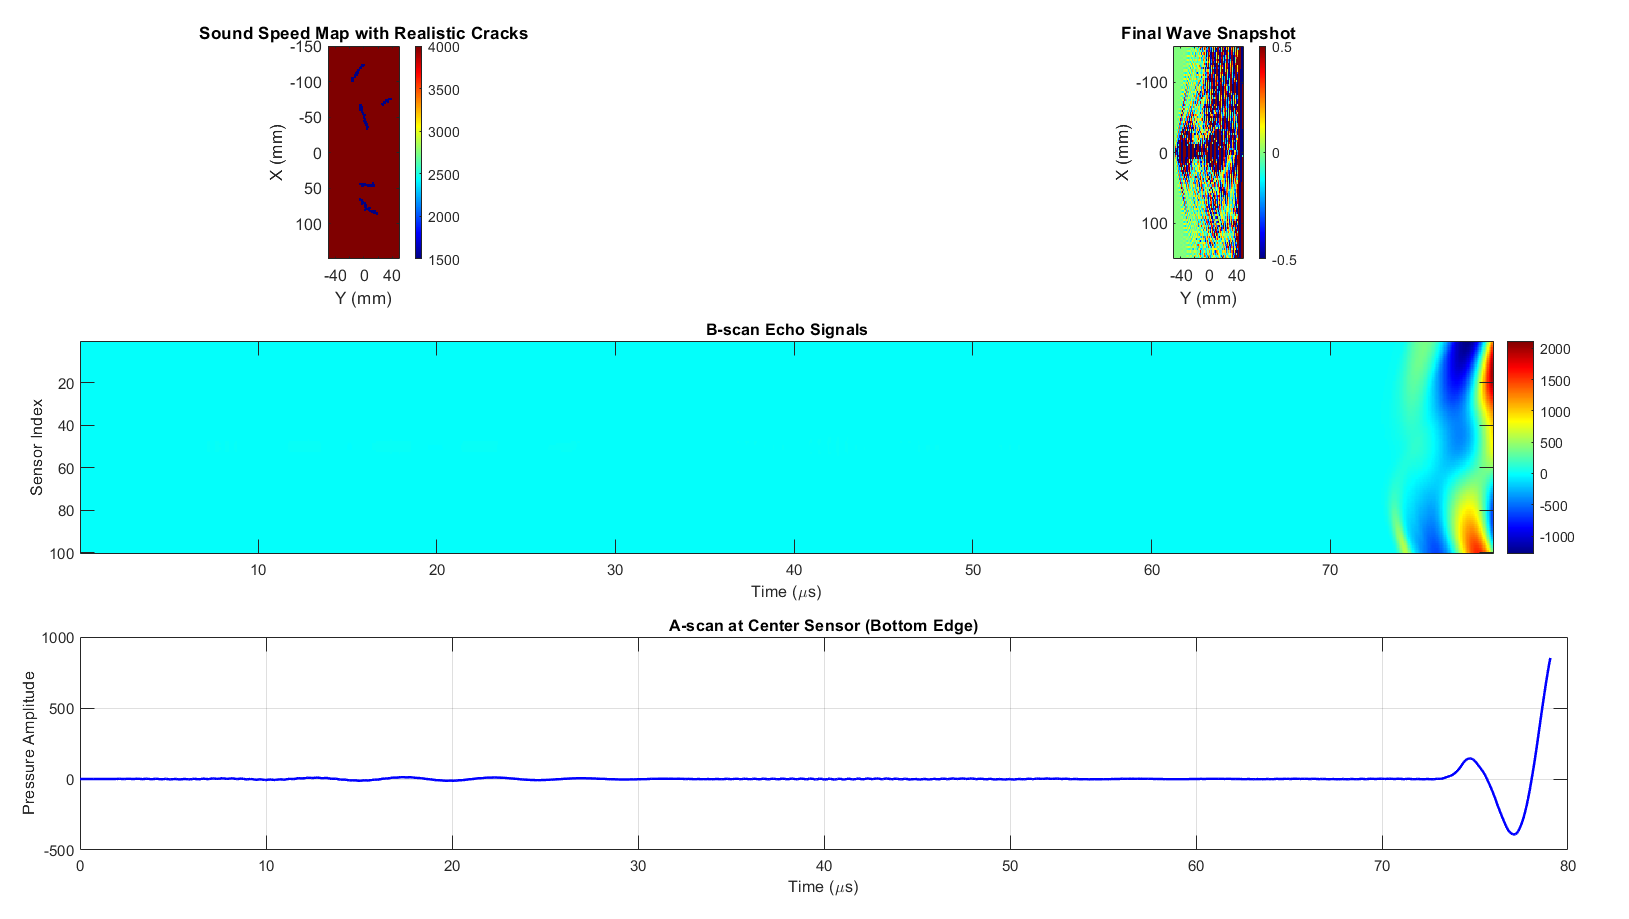 Sound Speed Map with Realistic Cracks
-150
-100
-50
0
50
100
X (mm)
-40 0 40
Y (mm)
4000
3500
3000
2500
2000
1500
Final Wave Snapshot
-100
0
100
X (mm)
-40 0 40
Y (mm)
0.5
0
-0.5
B-scan Echo Signals
20
40
60
80
100
Sensor Index
10 20 30 40 50 60 70
Time (μs)
2000
1500
1000
500
0
-500
-1000
A-scan at Center Sensor (Bottom Edge)
1000
500
0
-500
Pressure Amplitude
0 10 20 30 40 50 60 70 80
Time (μs)